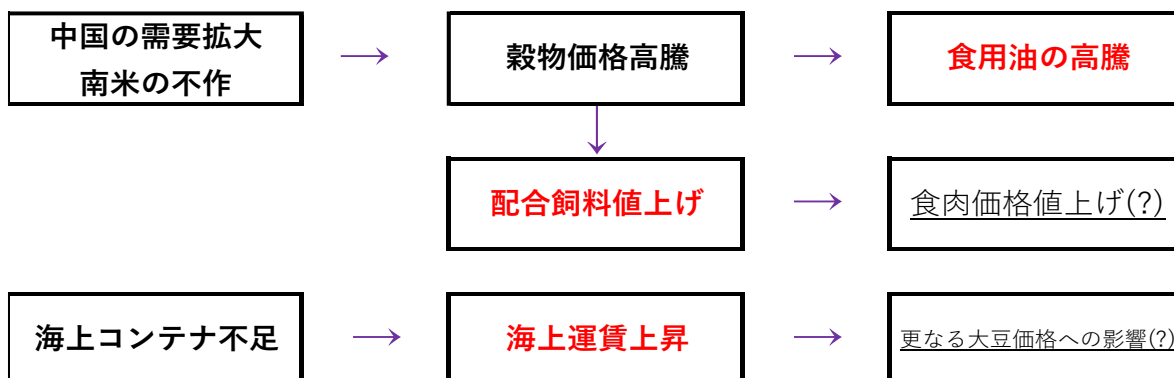 中国の需要拡大
南米の不作
穀物価格高騰
食用油の高騰
配合飼料値上げ
食肉価格値上げ(?)
海上コンテナ不足
海上運賃上昇
更なる大豆価格への影響(?)